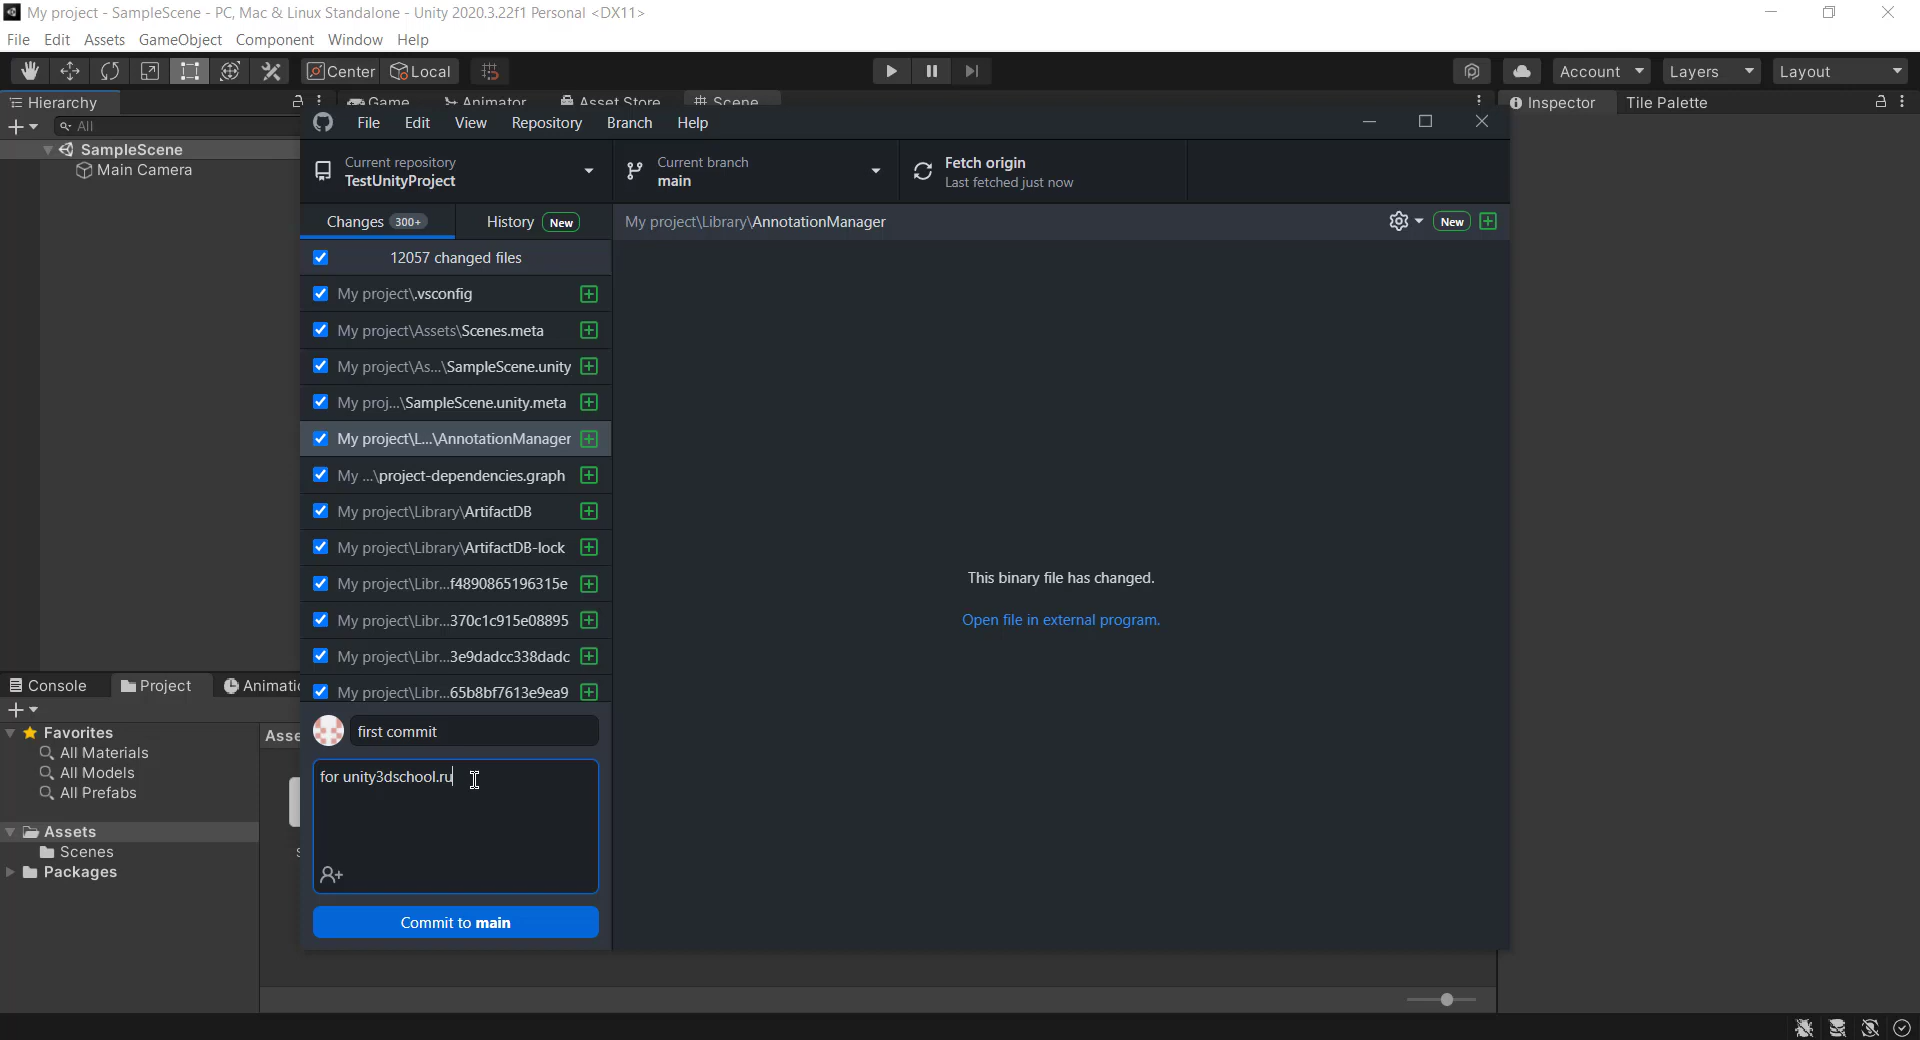 My project - SampleScene - PC, Mac & Linux Standalone - Unity 2020.3.22f1 Personal <DX11>
File Edit Assets GameObject Component Window Help
Center Local Account Layers Layout
Hierarchy Game Animator Asset Store Scene Inspector Tile Palette
All
SampleScene
Main Camera
File Edit View Repository Branch Help
Current repository
TestUnityProject
Current branch
main
Fetch origin
Last fetched just now
Changes 300+ History New
My project\Library\AnnotationManager New
12057 changed files
My project\.vsconfig
My project\Assets\Scenes.meta
My project\As...\SampleScene.unity
My proj...\SampleScene.unity.meta
My project\L...\AnnotationManager
My ...\project-dependencies.graph
My project\Library\ArtifactDB
My project\Library\ArtifactDB-lock
My project\Libr...f4890865196315e
My project\Libr...370c1c915e08895
My project\Libr...3e9dadcc338dadc
My project\Libr...65b8bf7613e9ea9
This binary file has changed.
Open file in external program.
first commit
for unity3dschool.ru
Commit to main
Console Project Animatic
Favorites
All Materials
All Models
All Prefabs
Assets
Scenes
Packages
Asse